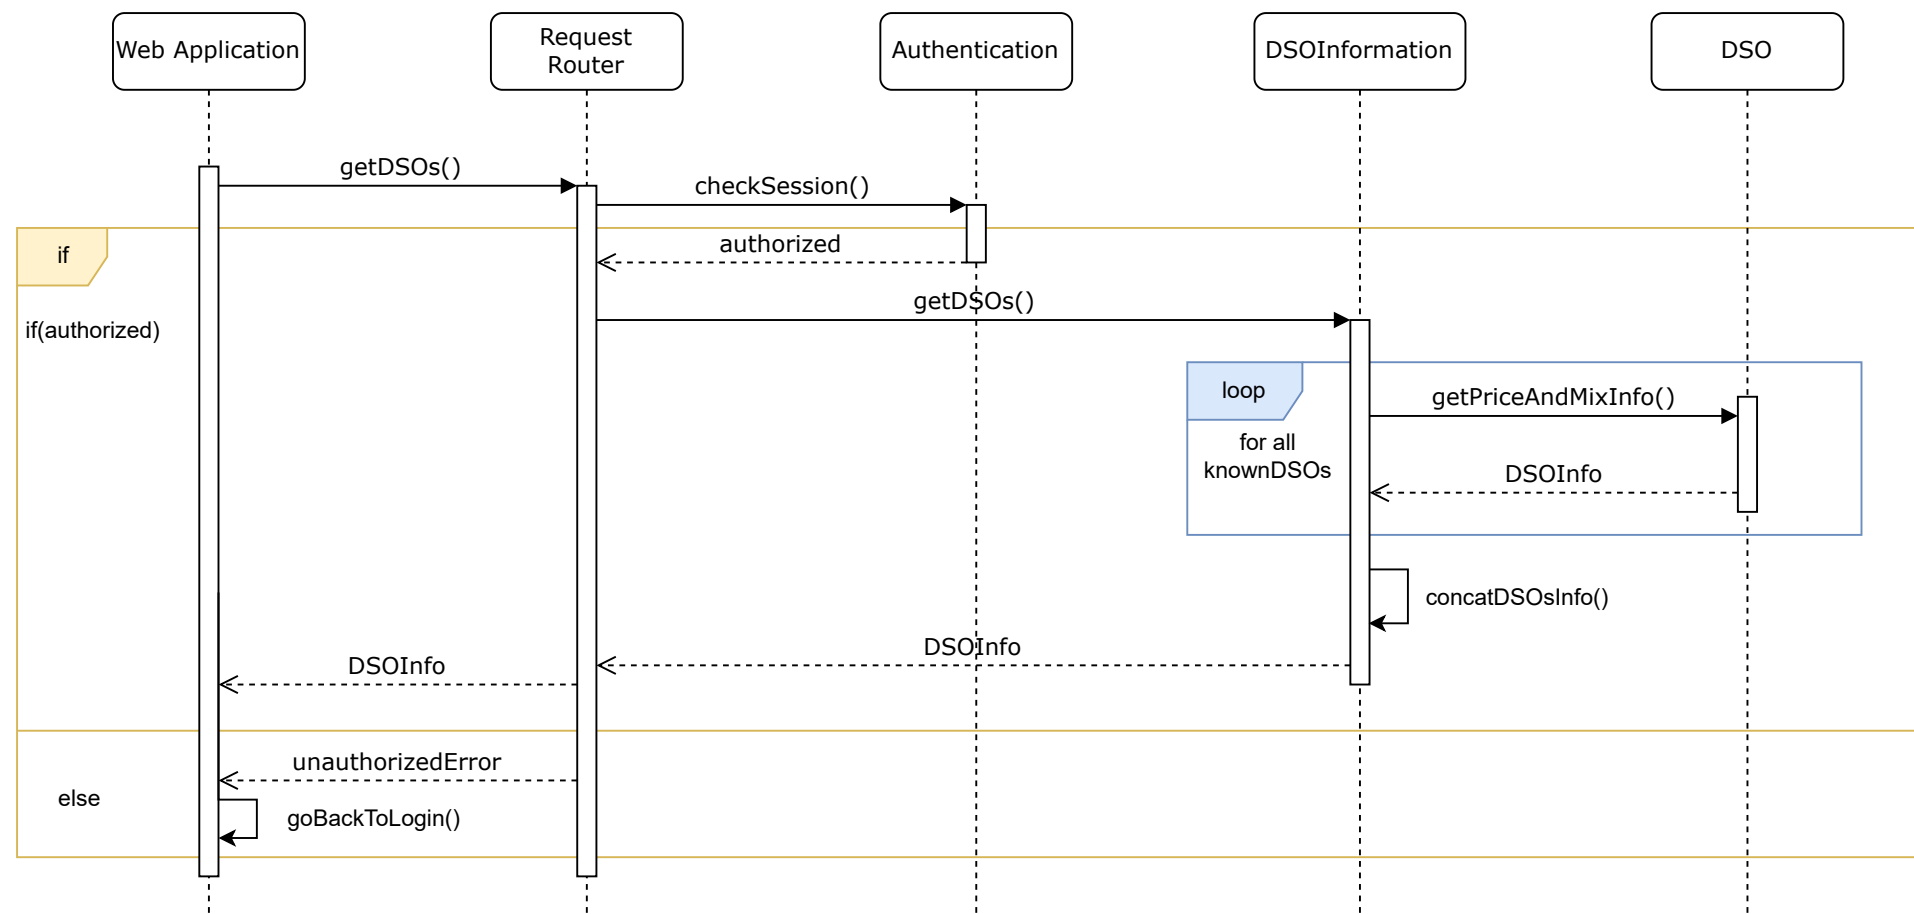 Web Application
Request
Router
Authentication
DSOInformation
DSO
getDSOs()
checkSession()
if
authorized
getDSOs()
if(authorized)
loop
getPriceAndMixInfo()
for all
knownDSOs
DSOInfo
concatDSOsInfo()
DSOInfo
DSOInfo
unauthorizedError
else
goBackToLogin()